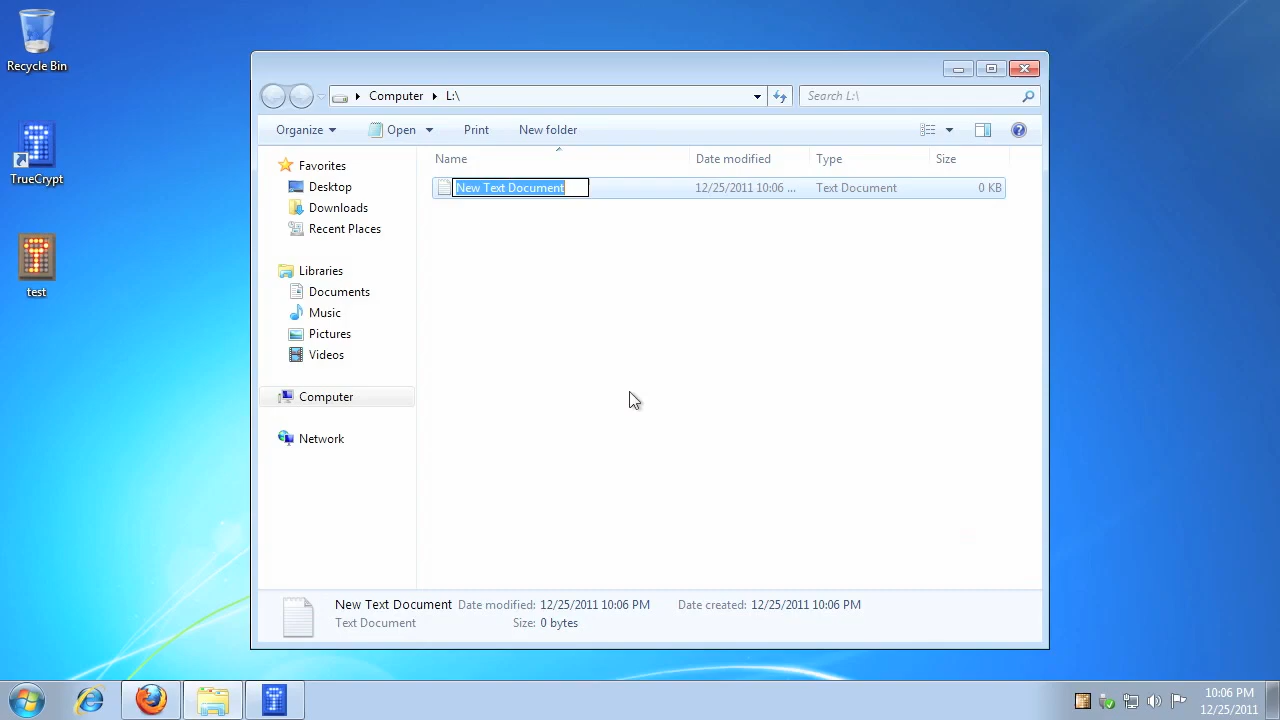 Recycle Bin
TrueCrypt
test
Computer L:\
Search L:\
Organize Open Print New folder
Name Date modified Type Size
New Text Document 12/25/2011 10:06 ... Text Document 0 KB
Favorites
Desktop
Downloads
Recent Places
Libraries
Documents
Music
Pictures
Videos
Computer
Network
New Text Document Date modified: 12/25/2011 10:06 PM Date created: 12/25/2011 10:06 PM
Text Document Size: 0 bytes
10:06 PM
12/25/2011